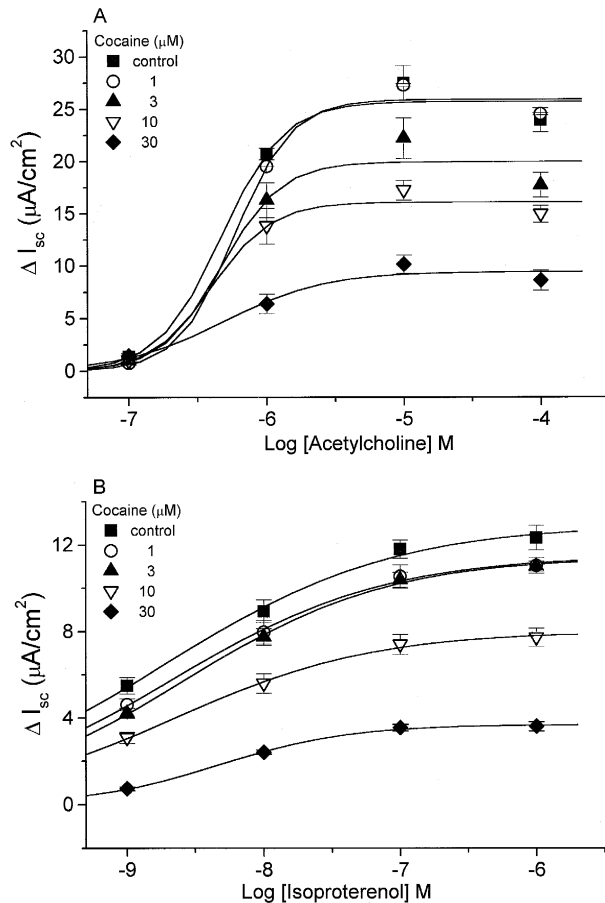 A
Cocaine (μM)
control
1
3
10
30
30
25
20
15
10
5
0
Δ Isc (μA/cm²)
-7
-6
-5
-4
Log [Acetylcholine] M
B
Cocaine (μM)
control
1
3
10
30
12
8
4
0
Δ Isc (μA/cm²)
-9
-8
-7
-6
Log [Isoproterenol] M